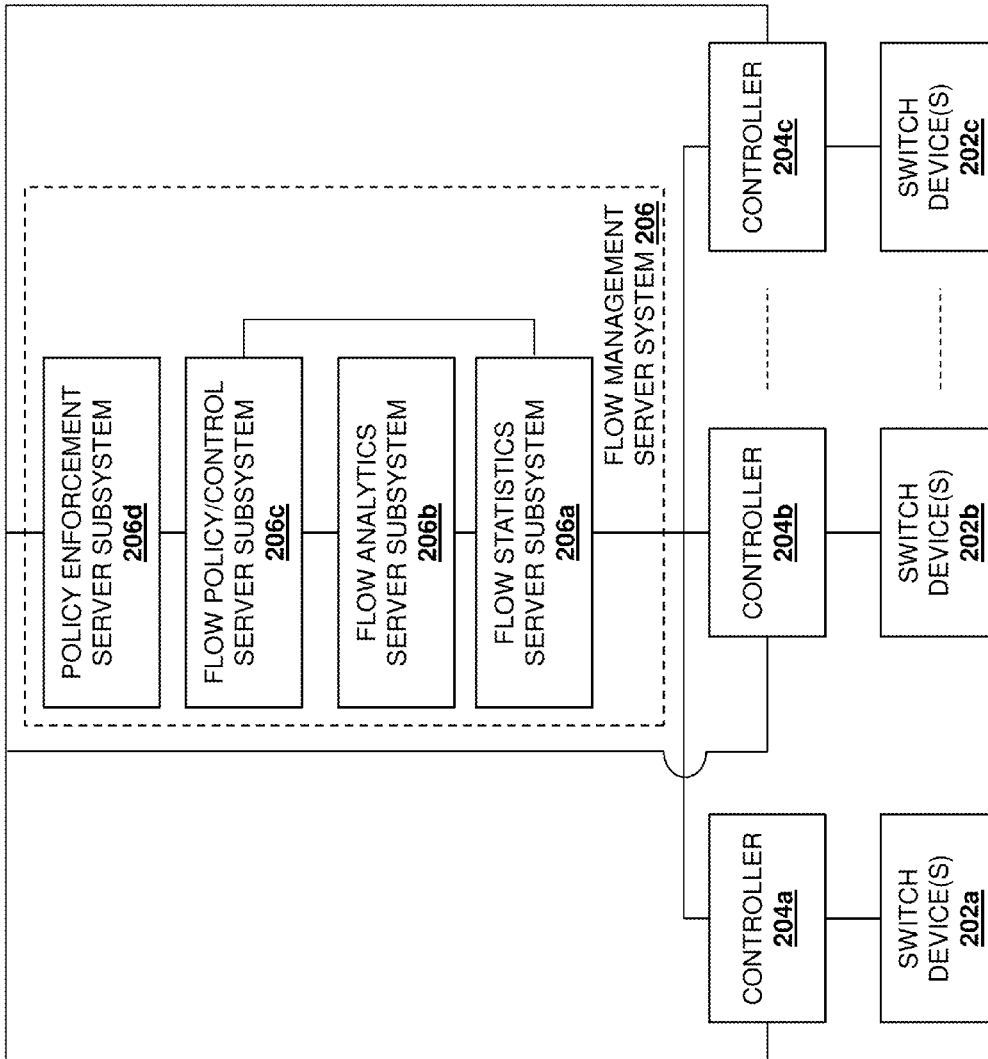 POLICY ENFORCEMENT
SERVER SUBSYSTEM
206d
FLOW POLICY/CONTROL
SERVER SUBSYSTEM
206c
FLOW ANALYTICS
SERVER SUBSYSTEM
206b
FLOW STATISTICS
SERVER SUBSYSTEM
206a
FLOW MANAGEMENT
SERVER SYSTEM 206
CONTROLLER
204a
CONTROLLER
204b
CONTROLLER
204c
SWITCH
DEVICE(S)
202a
SWITCH
DEVICE(S)
202b
SWITCH
DEVICE(S)
202c